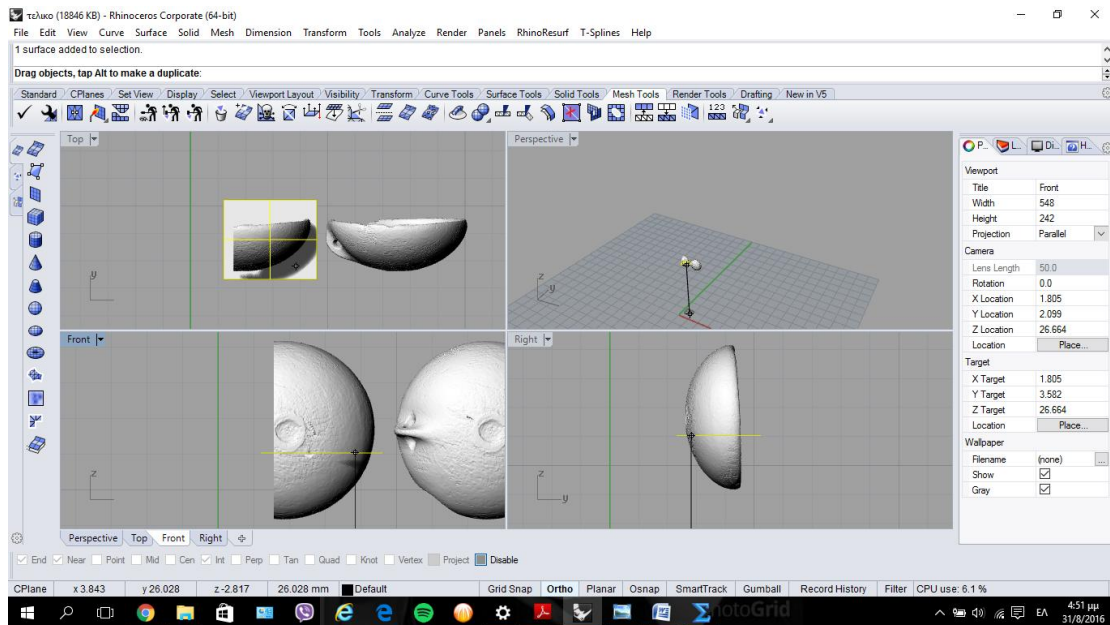 τελικο (18846 KB) - Rhinoceros Corporate (64-bit)
File Edit View Curve Surface Solid Mesh Dimension Transform Tools Analyze Render Panels RhinoResurf T-Splines Help
1 surface added to selection.
Drag objects, tap Alt to make a duplicate:
Standard CPlanes Set View Display Select Viewport Layout Visibility Transform Curve Tools Surface Tools Solid Tools Mesh Tools Render Tools Drafting New in V5
123
Top
Perspective
P... L... Di... H...
Viewport
Title Front
Width 548
Height 242
Projection Parallel
Camera
Lens Length 50.0
Rotation 0.0
X Location 1.805
Y Location 2.099
Z Location 26.664
Location Place...
Target
X Target 1.805
Y Target 3.582
Z Target 26.664
Location Place...
Wallpaper
Filename (none) ...
Show
Gray
y
z
y
Front
Right
z
z
y
Perspective Top Front Right
End Near Point Mid Cen Int Perp Tan Quad Knot Vertex Project Disable
CPlane x 3.843 y 26.028 z -2.817 26.028 mm Default Grid Snap Ortho Planar Osnap SmartTrack Gumball Record History Filter CPU use: 6.1 %
otoGrid
ΕΛ
4:51 μμ
31/8/2016